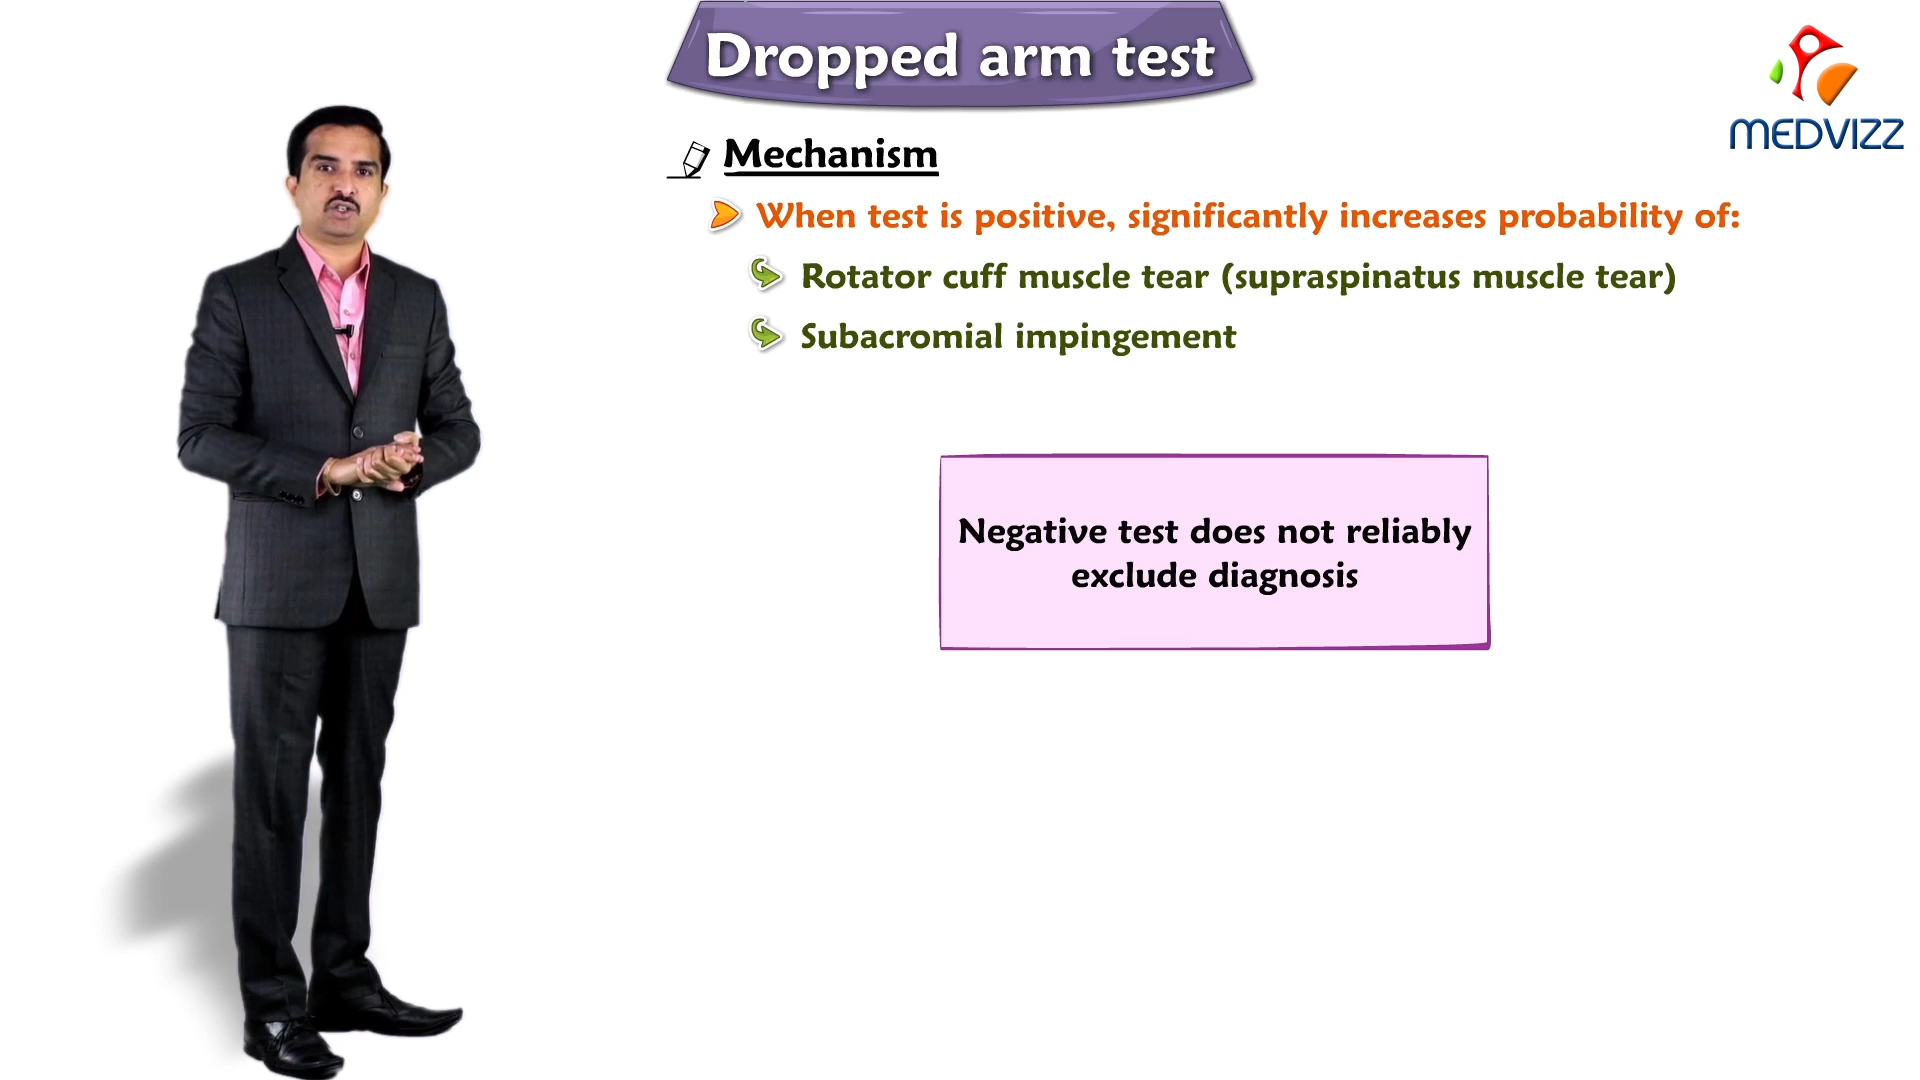 Dropped arm test
MEDVIZZ
Mechanism
When test is positive, significantly increases probability of:
Rotator cuff muscle tear (supraspinatus muscle tear)
Subacromial impingement
Negative test does not reliably
exclude diagnosis